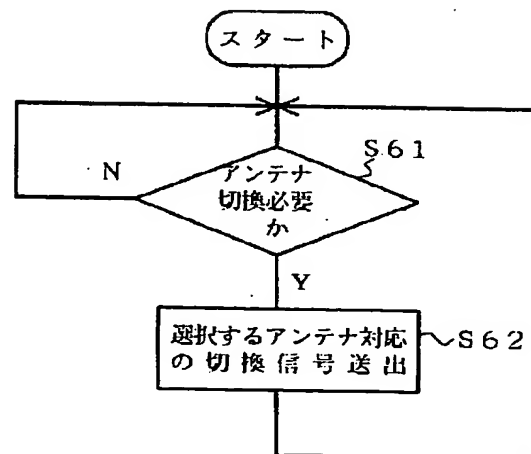 スタート
S61
アンテナ
切換必要
か
N
Y
選択するアンテナ対応
の切換信号送出
S62